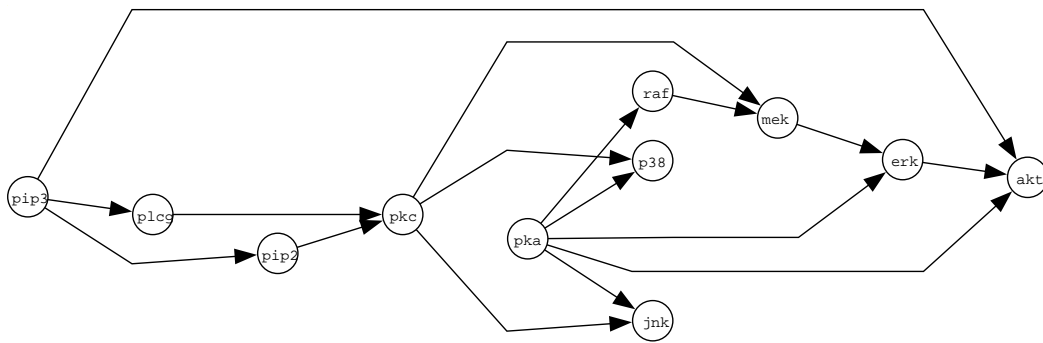 pip3
plcg
pip2
pkc
pka
raf
p38
jnk
mek
erk
akt